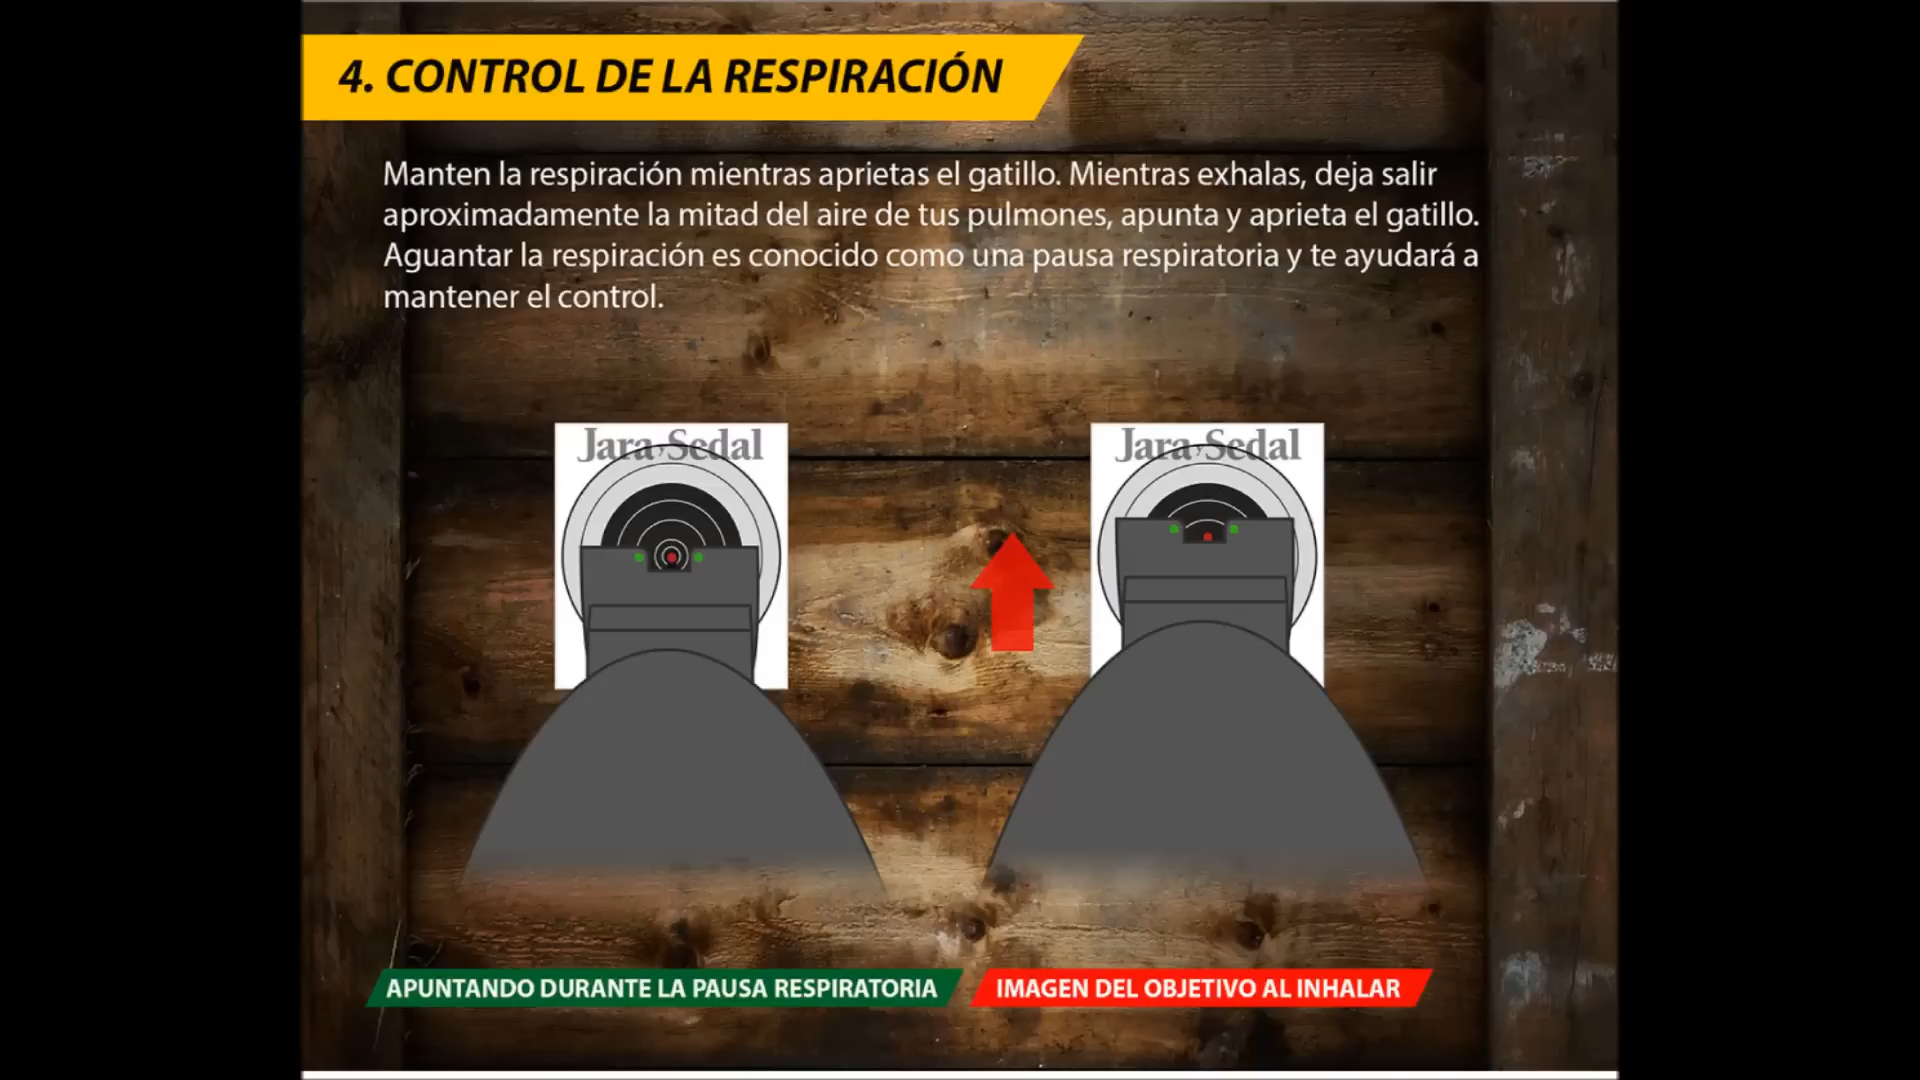 4. CONTROL DE LA RESPIRACIÓN
Manten la respiración mientras aprietas el gatillo. Mientras exhalas, deja salir
aproximadamente la mitad del aire de tus pulmones, apunta y aprieta el gatillo.
Aguantar la respiración es conocido como una pausa respiratoria y te ayudará a
mantener el control.
Jara y Sedal
Jara y Sedal
APUNTANDO DURANTE LA PAUSA RESPIRATORIA
IMAGEN DEL OBJETIVO AL INHALAR